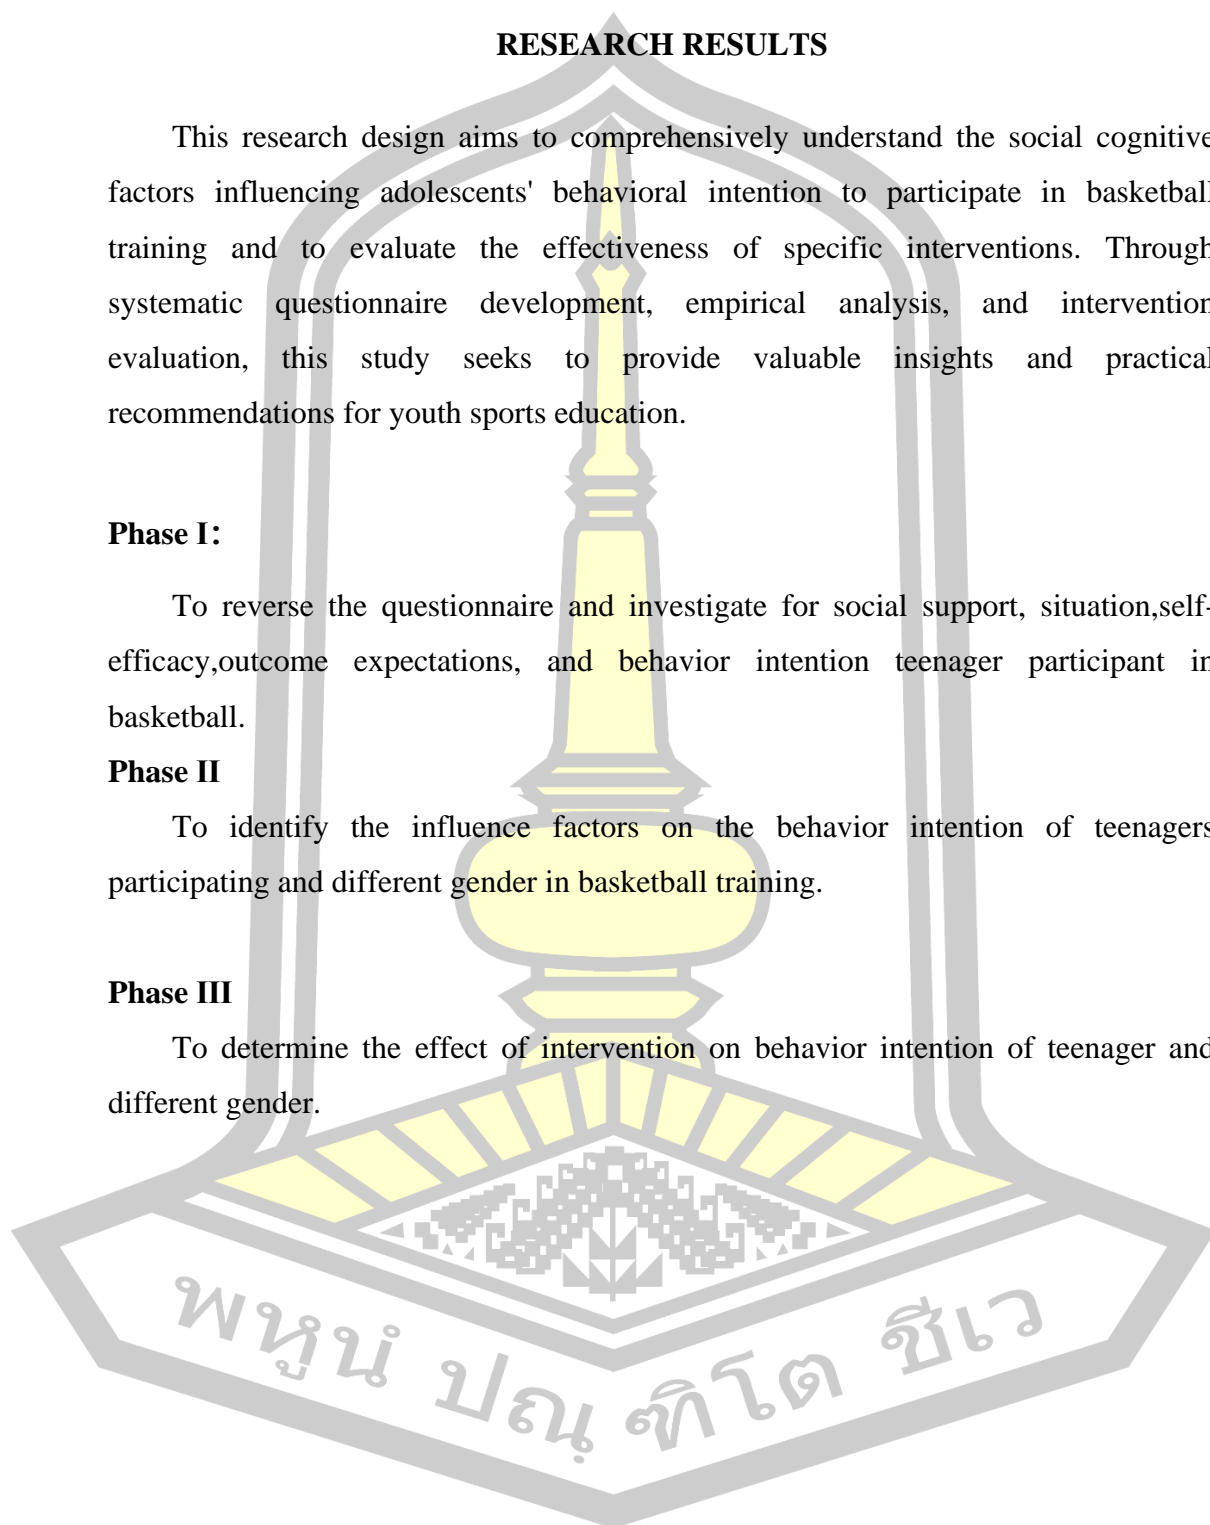 RESEARCH RESULTS
This research design aims to comprehensively understand the social cognitive
factors influencing adolescents' behavioral intention to participate in basketball
training and to evaluate the effectiveness of specific interventions. Through
systematic questionnaire development, empirical analysis, and intervention
evaluation, this study seeks to provide valuable insights and practical
recommendations for youth sports education.
Phase I:
To reverse the questionnaire and investigate for social support, situation,self-
efficacy,outcome expectations, and behavior intention teenager participant in
basketball.
Phase II
To identify the influence factors on the behavior intention of teenagers
participating and different gender in basketball training.
Phase III
To determine the effect of intervention on behavior intention of teenager and
different gender.
พหูนํ ปณฺฑิโต ชีเว